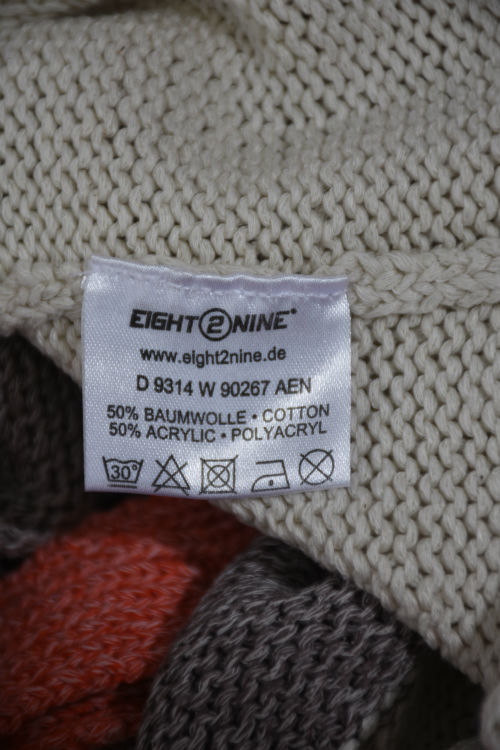 EIGHT2NINE®
www.eight2nine.de
D 9314 W 90267 AEN
50% BAUMWOLLE • COTTON
50% ACRYLIC • POLYACRYL
30°